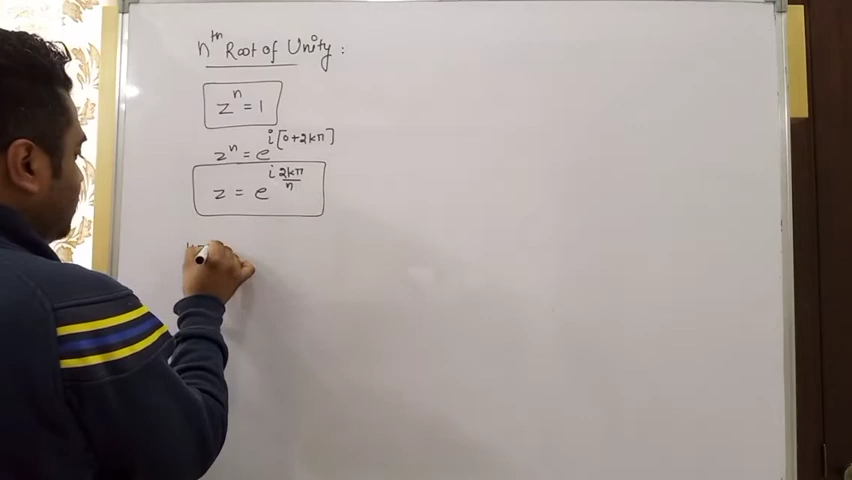 nth Root of Unity :
z^n = 1
z^n = e^{i[0+2kπ]}
z = e^{i 2kπ/n}